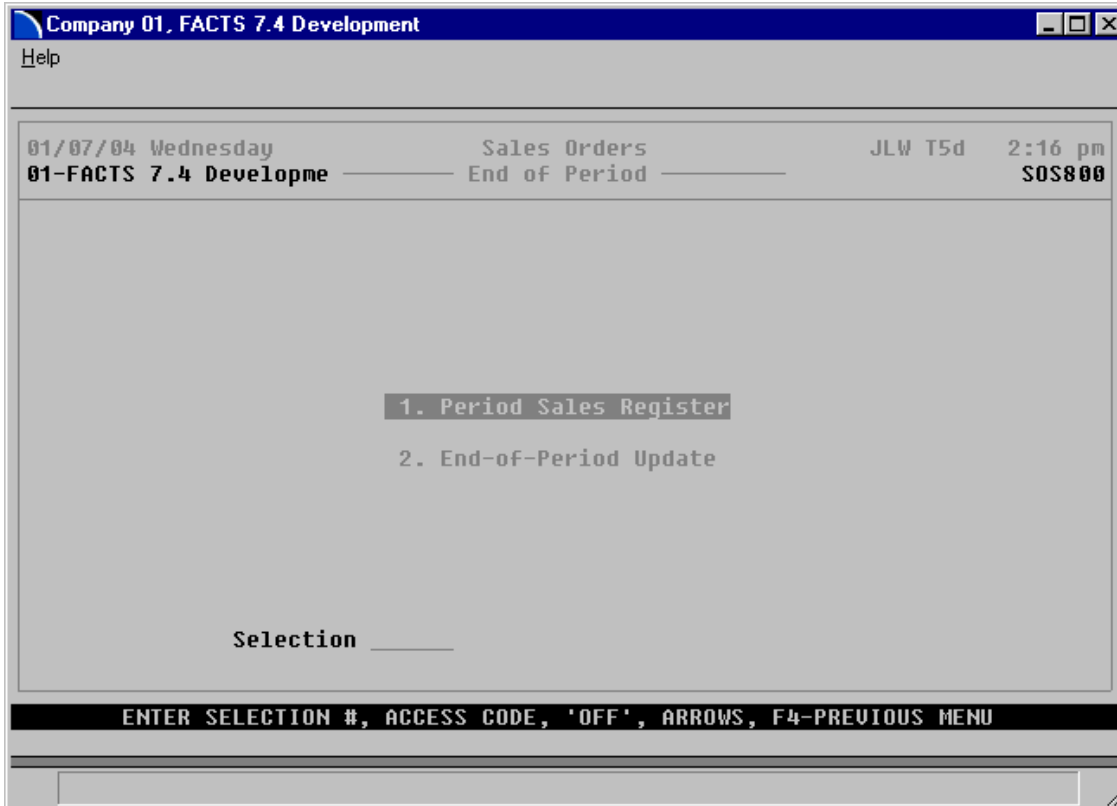 Company 01, FACTS 7.4 Development
Help
01/07/04 Wednesday Sales Orders JLW T5d 2:16 pm
01-FACTS 7.4 Developme End of Period SOS800
1. Period Sales Register
2. End-of-Period Update
Selection ______
ENTER SELECTION #, ACCESS CODE, 'OFF', ARROWS, F4-PREVIOUS MENU